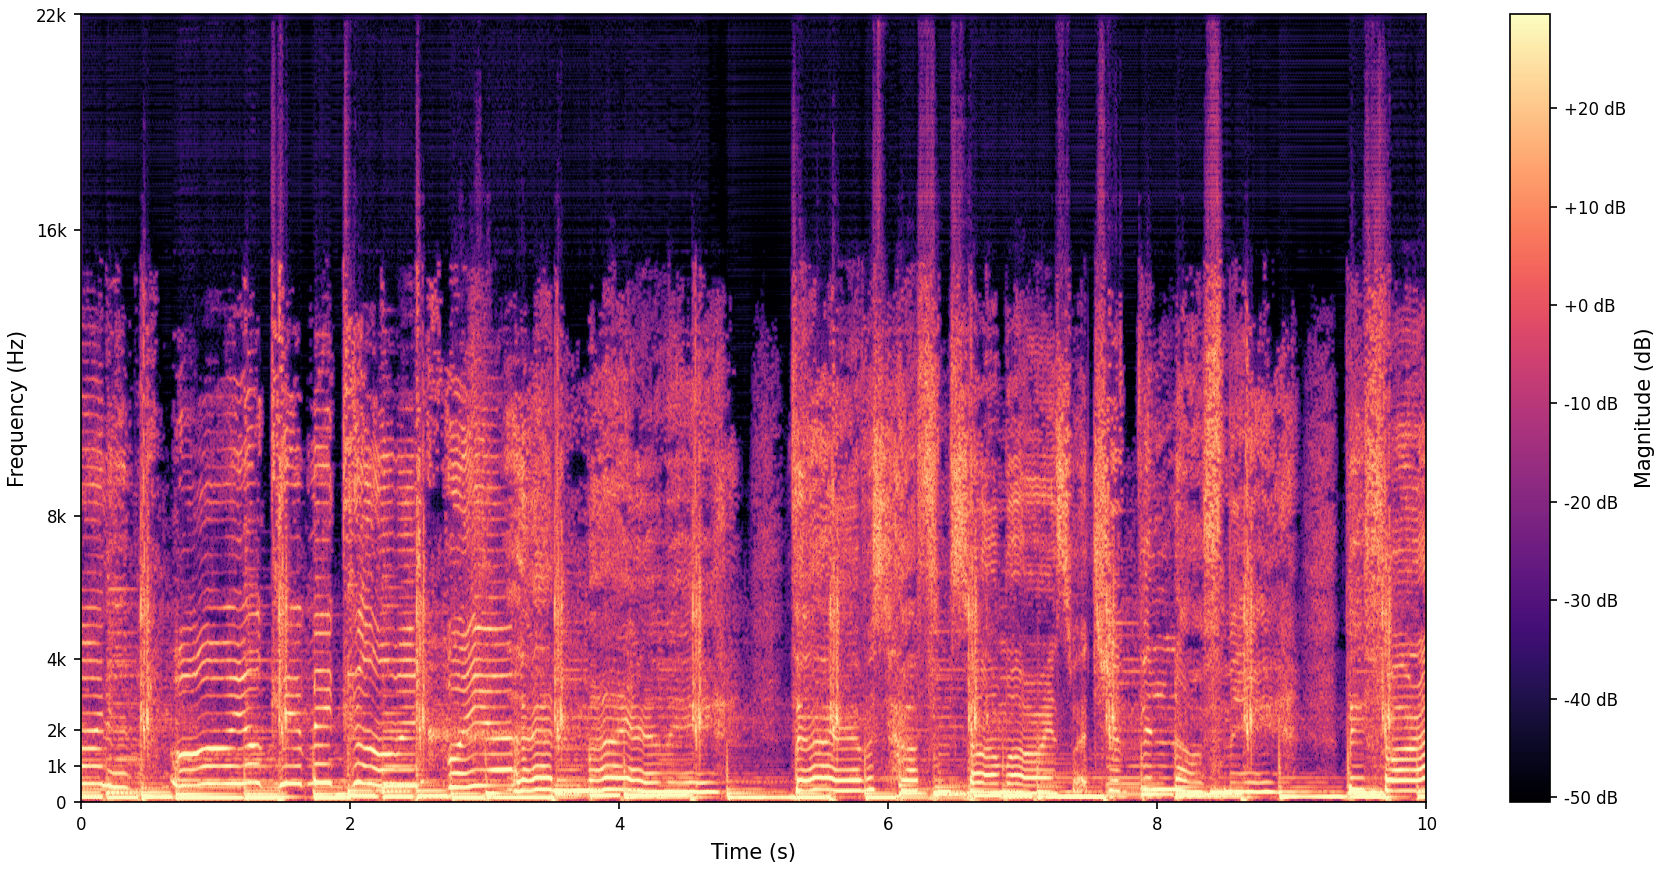 22k
16k
8k
4k
2k
1k
0
Frequency (Hz)
0 2 4 6 8 10
Time (s)
+20 dB
+10 dB
+0 dB
-10 dB
-20 dB
-30 dB
-40 dB
-50 dB
Magnitude (dB)